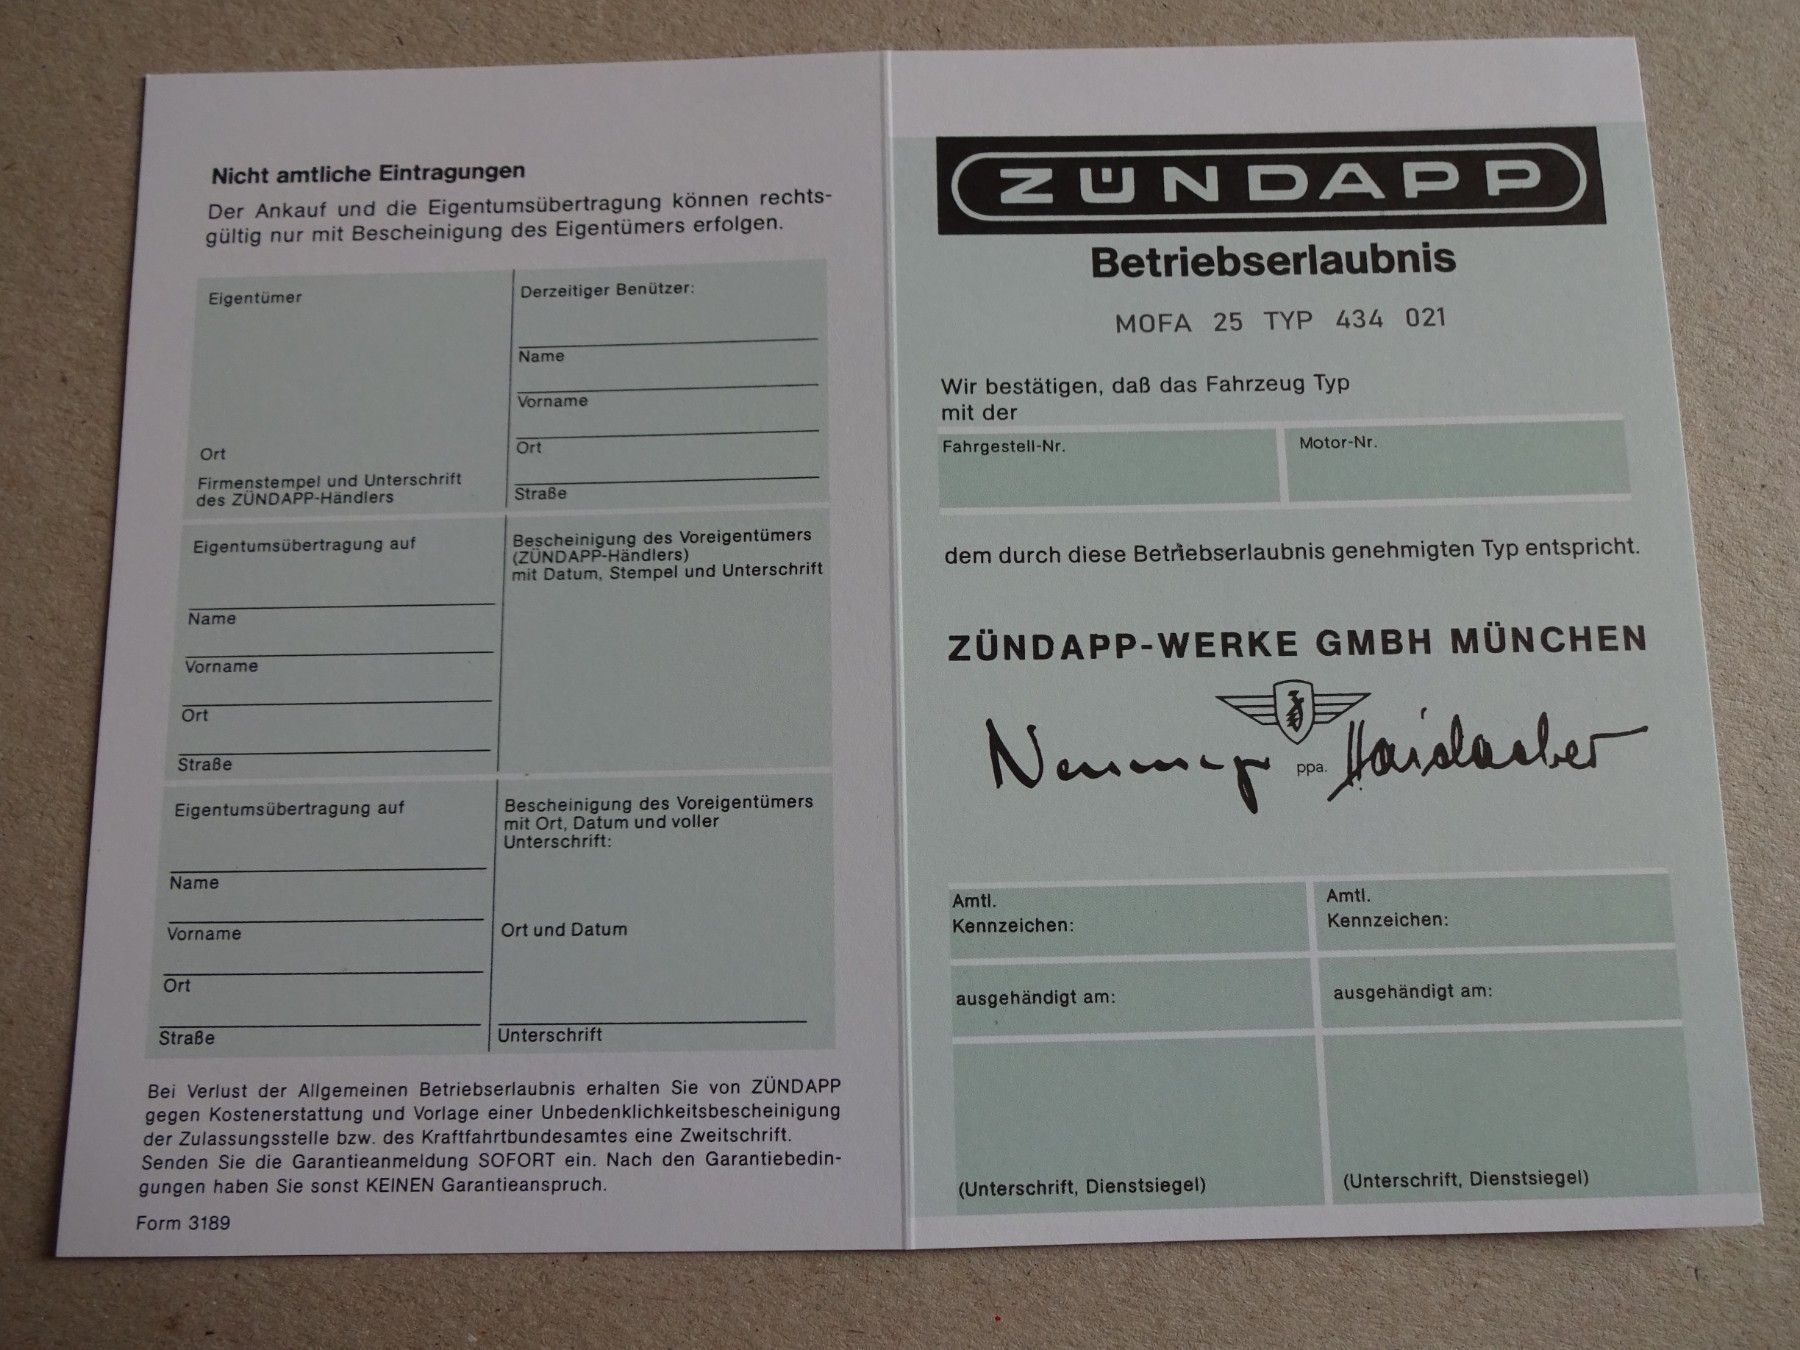 Nicht amtliche Eintragungen
Der Ankauf und die Eigentumsübertragung können rechts-
gültig nur mit Bescheinigung des Eigentümers erfolgen.
Eigentümer
Ort
Firmenstempel und Unterschrift
des ZÜNDAPP-Händlers
Derzeitiger Benützer:
Name
Vorname
Ort
Straße
Eigentumsübertragung auf
Name
Vorname
Ort
Straße
Bescheinigung des Voreigentümers
(ZÜNDAPP-Händlers)
mit Datum, Stempel und Unterschrift
Eigentumsübertragung auf
Name
Vorname
Ort
Straße
Bescheinigung des Voreigentümers
mit Ort, Datum und voller
Unterschrift:
Ort und Datum
Unterschrift
Bei Verlust der Allgemeinen Betriebserlaubnis erhalten Sie von ZÜNDAPP
gegen Kostenerstattung und Vorlage einer Unbedenklichkeitsbescheinigung
der Zulassungsstelle bzw. des Kraftfahrtbundesamtes eine Zweitschrift.
Senden Sie die Garantieanmeldung SOFORT ein. Nach den Garantiebedin-
gungen haben Sie sonst KEINEN Garantieanspruch.
Form 3189
ZÜNDAPP
Betriebserlaubnis
MOFA 25 TYP 434 021
Wir bestätigen, daß das Fahrzeug Typ
mit der
Fahrgestell-Nr.
Motor-Nr.
dem durch diese Betriebserlaubnis genehmigten Typ entspricht.
ZÜNDAPP-WERKE GMBH MÜNCHEN
ppa.
Amtl.
Kennzeichen:
Amtl.
Kennzeichen:
ausgehändigt am:
ausgehändigt am:
(Unterschrift, Dienstsiegel)
(Unterschrift, Dienstsiegel)